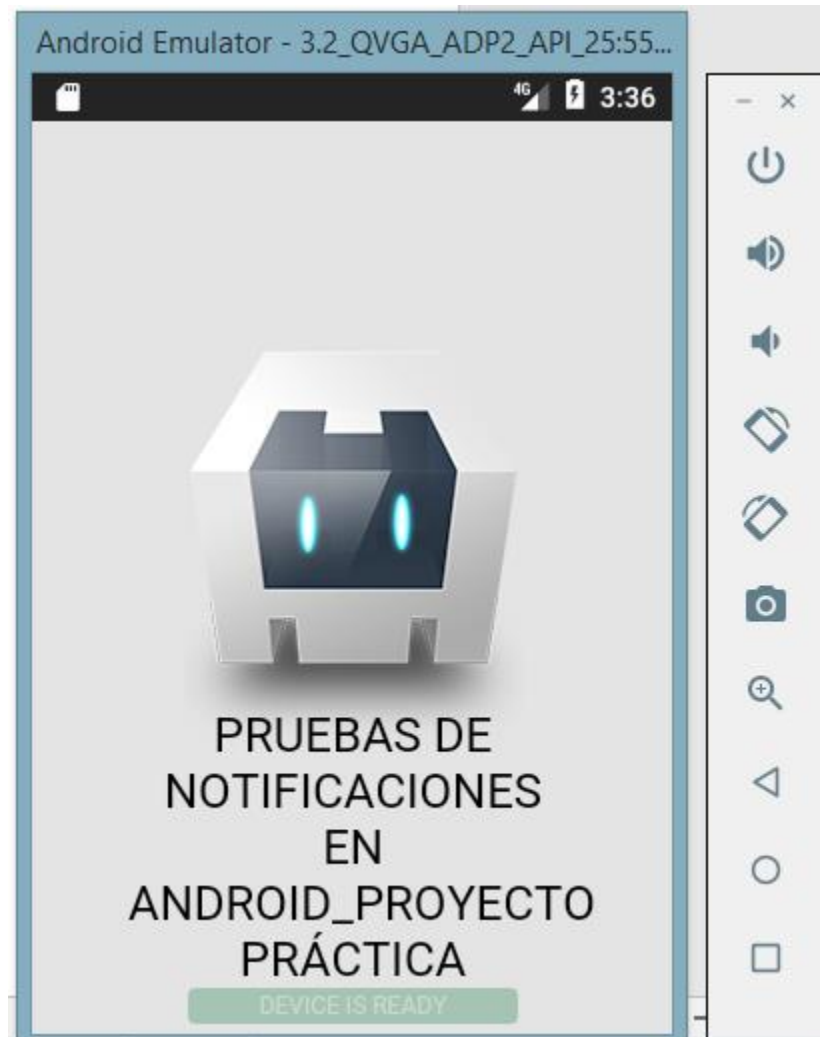 Android Emulator - 3.2_QVGA_ADP2_API_25:55...
4G 3:36
PRUEBAS DE
NOTIFICACIONES
EN
ANDROID_PROYECTO
PRÁCTICA
DEVICE IS READY